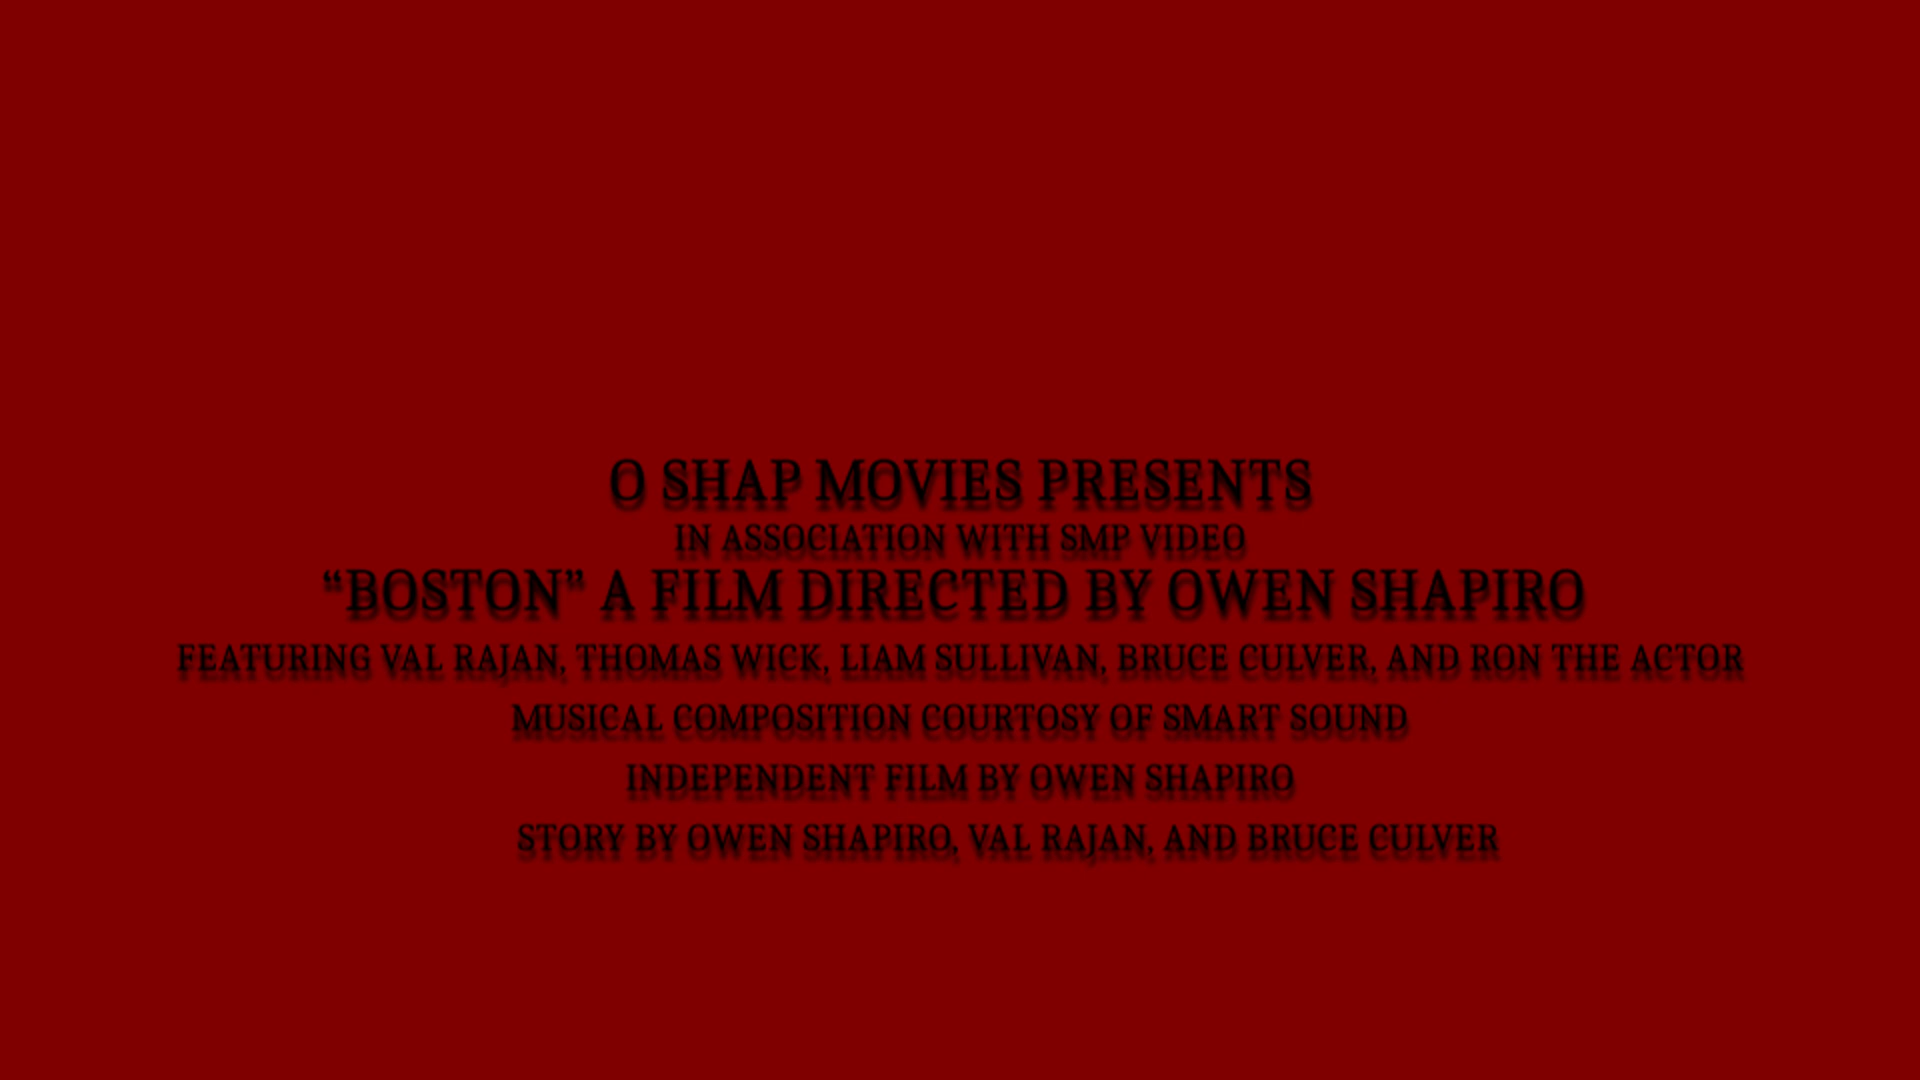 O SHAP MOVIES PRESENTS
IN ASSOCIATION WITH SMP VIDEO
“BOSTON” A FILM DIRECTED BY OWEN SHAPIRO
FEATURING VAL RAJAN, THOMAS WICK, LIAM SULLIVAN, BRUCE CULVER, AND RON THE ACTOR
MUSICAL COMPOSITION COURTOSY OF SMART SOUND
INDEPENDENT FILM BY OWEN SHAPIRO
STORY BY OWEN SHAPIRO, VAL RAJAN, AND BRUCE CULVER